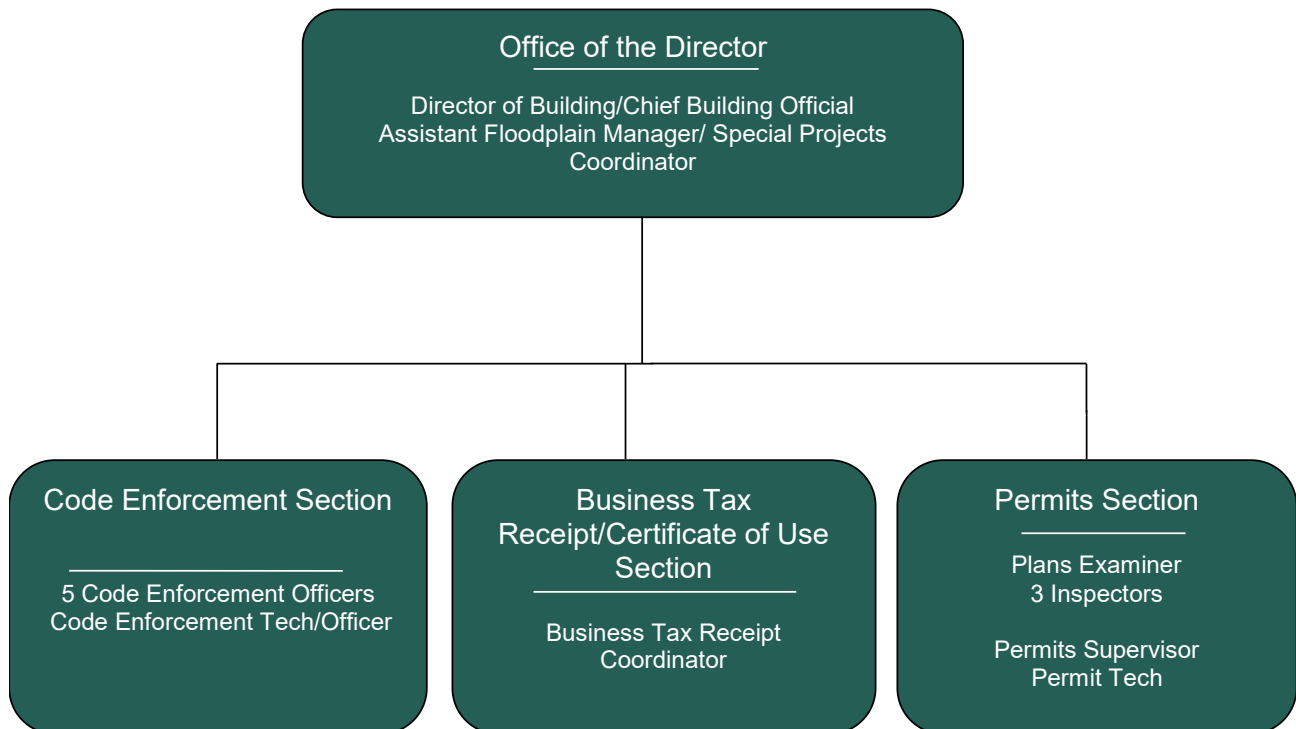 Office of the Director
Director of Building/Chief Building Official
Assistant Floodplain Manager/ Special Projects
Coordinator
Code Enforcement Section
5 Code Enforcement Officers
Code Enforcement Tech/Officer
Business Tax
Receipt/Certificate of Use
Section
Business Tax Receipt
Coordinator
Permits Section
Plans Examiner
3 Inspectors
Permits Supervisor
Permit Tech